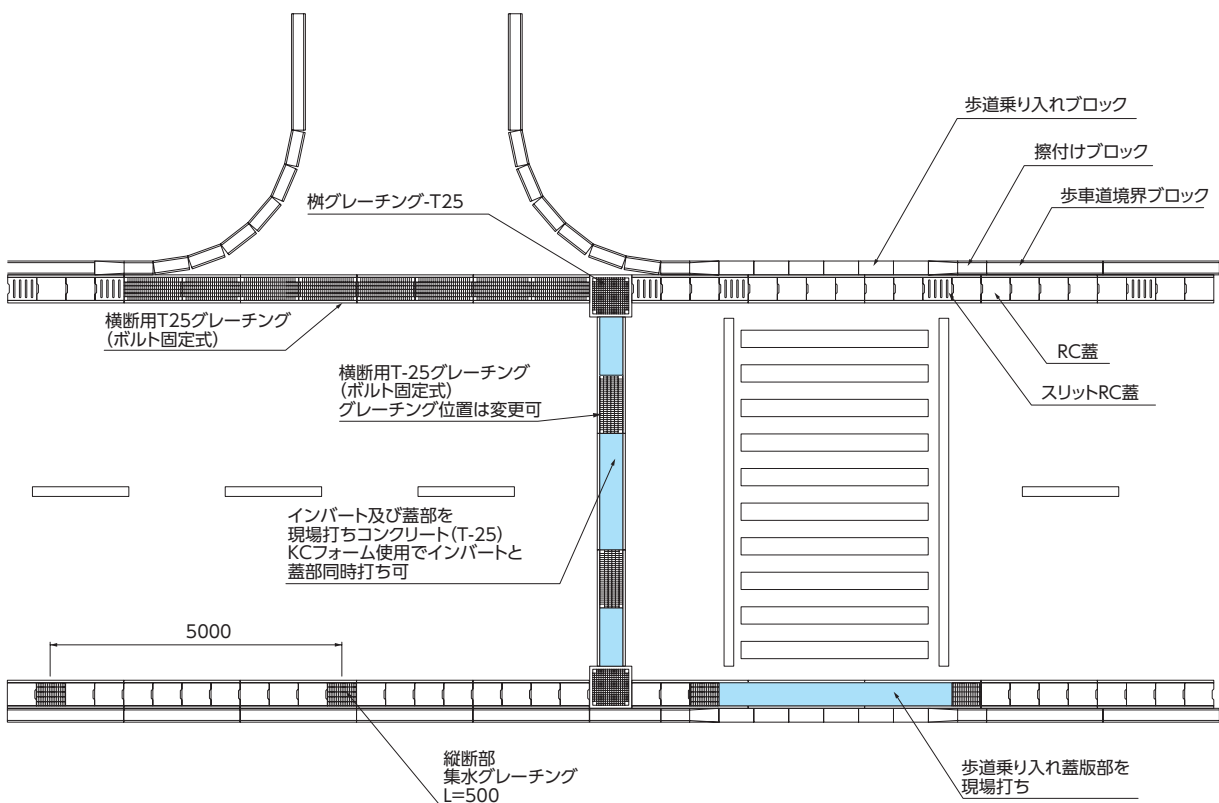 歩道乗り入れブロック
擦付けブロック
歩車道境界ブロック
桝グレーチング-T25
横断用T25グレーチング
(ボルト固定式)
横断用T-25グレーチング
(ボルト固定式)
グレーチング位置は変更可
RC蓋
スリットRC蓋
インバート及び蓋部を
現場打ちコンクリート(T-25)
KCフォーム使用でインバートと
蓋部同時打ち可
5000
縦断部
集水グレーチング
L=500
歩道乗り入れ蓋版部を
現場打ち